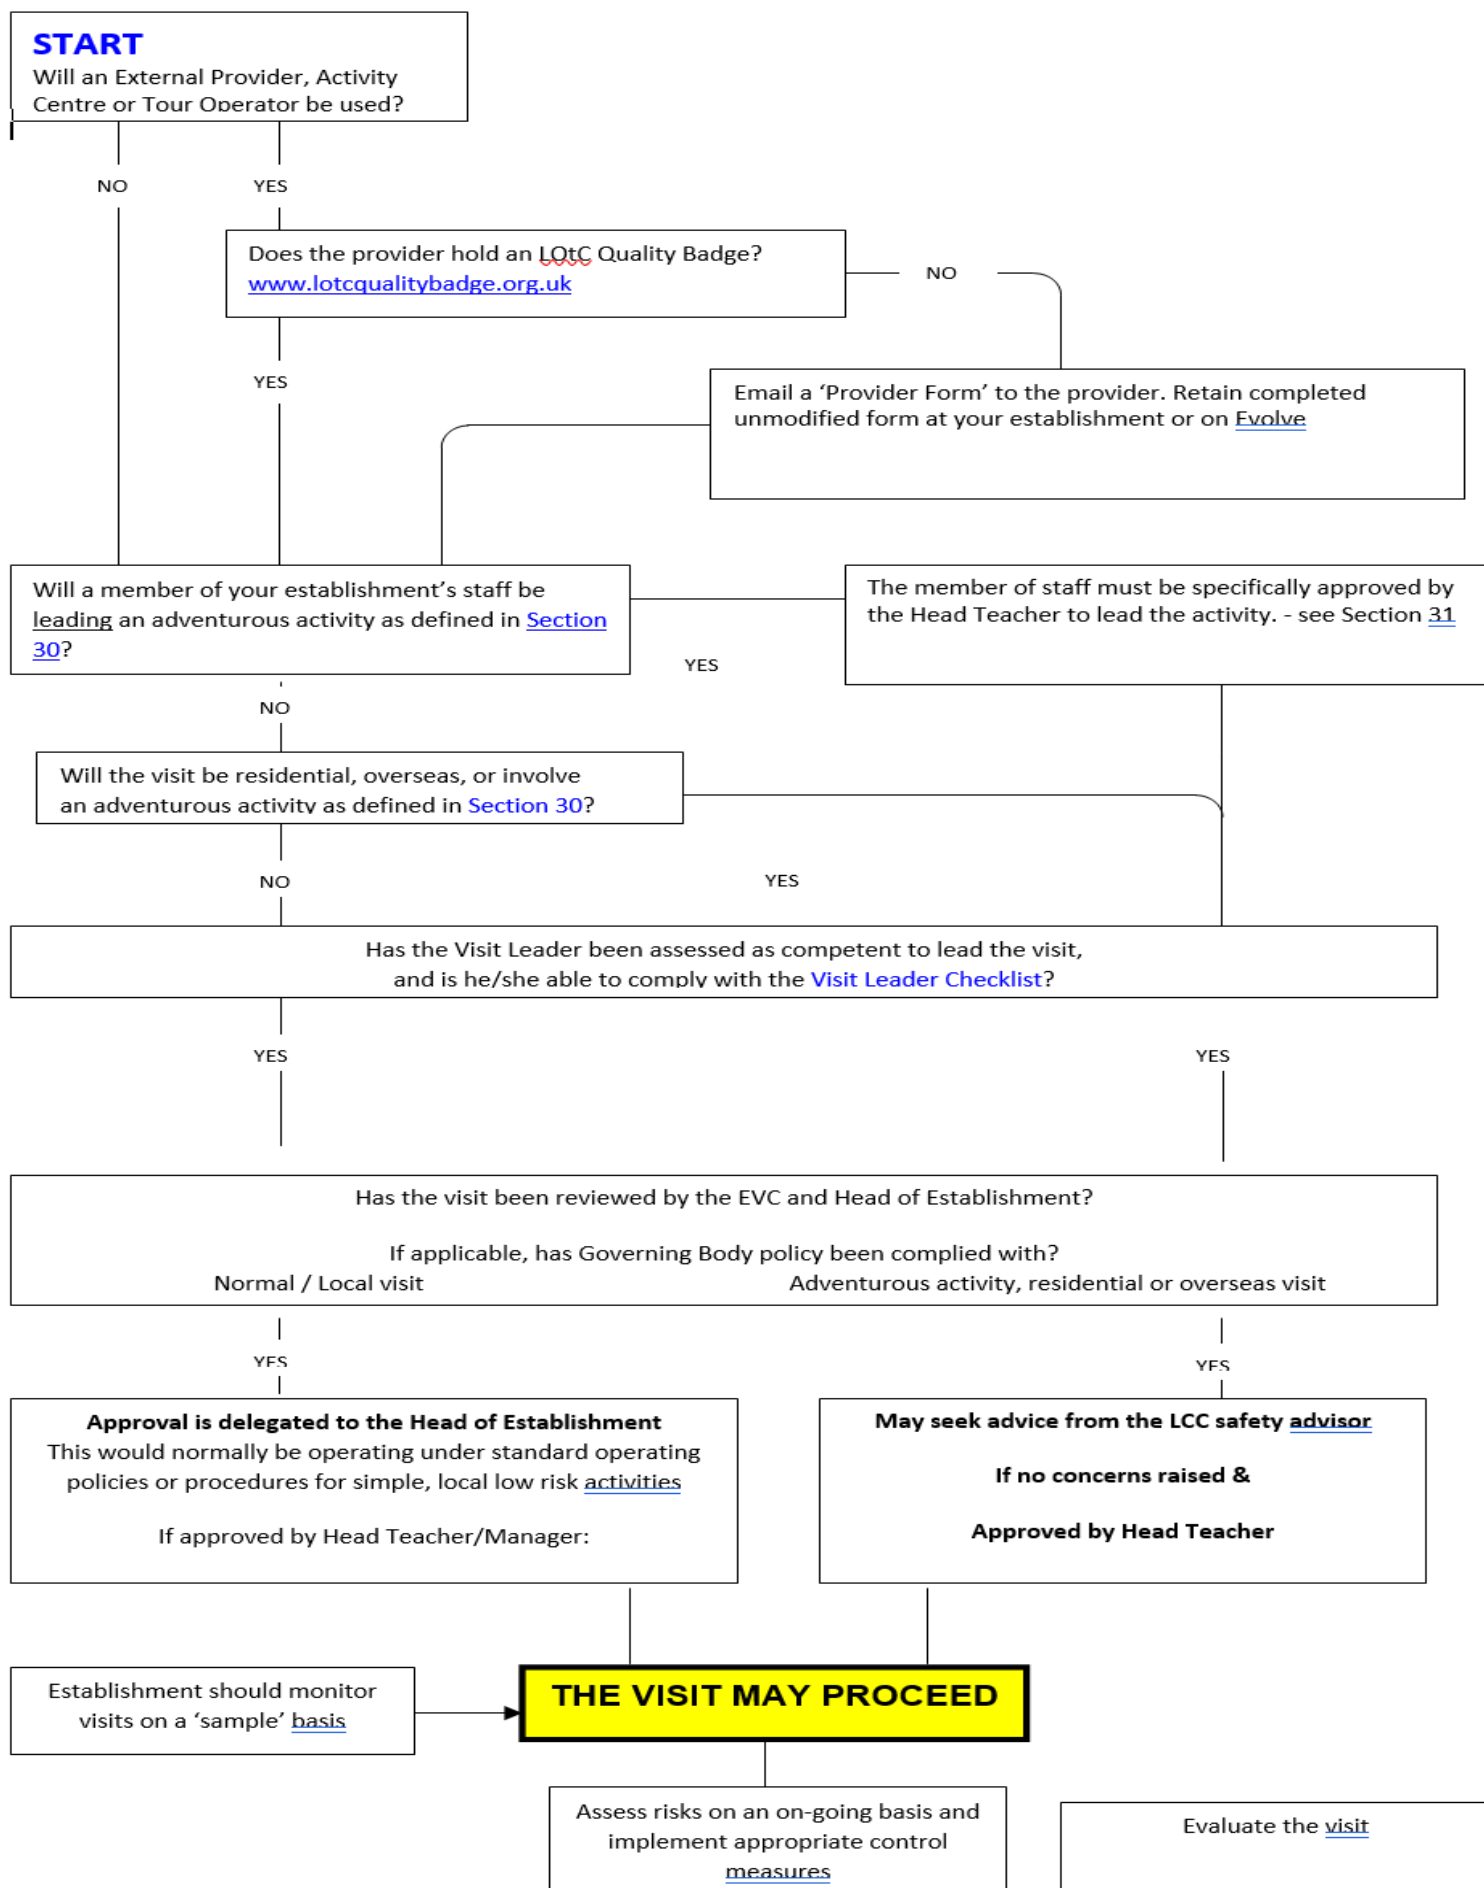 START
Will an External Provider, Activity
Centre or Tour Operator be used?
NO
YES
Does the provider hold an LOtC Quality Badge?
www.lotcqualitybadge.org.uk
NO
YES
Email a ‘Provider Form’ to the provider. Retain completed
unmodified form at your establishment or on Evolve
Will a member of your establishment’s staff be
leading an adventurous activity as defined in Section
30?
The member of staff must be specifically approved by
the Head Teacher to lead the activity. - see Section 31
YES
NO
Will the visit be residential, overseas, or involve
an adventurous activity as defined in Section 30?
NO
YES
Has the Visit Leader been assessed as competent to lead the visit,
and is he/she able to comply with the Visit Leader Checklist?
YES
YES
Has the visit been reviewed by the EVC and Head of Establishment?
If applicable, has Governing Body policy been complied with?
Normal / Local visit
Adventurous activity, residential or overseas visit
YES
YES
Approval is delegated to the Head of Establishment
This would normally be operating under standard operating
policies or procedures for simple, local low risk activities
If approved by Head Teacher/Manager:
May seek advice from the LCC safety advisor
If no concerns raised &
Approved by Head Teacher
Establishment should monitor
visits on a ‘sample’ basis
THE VISIT MAY PROCEED
Assess risks on an on-going basis and
implement appropriate control
measures
Evaluate the visit